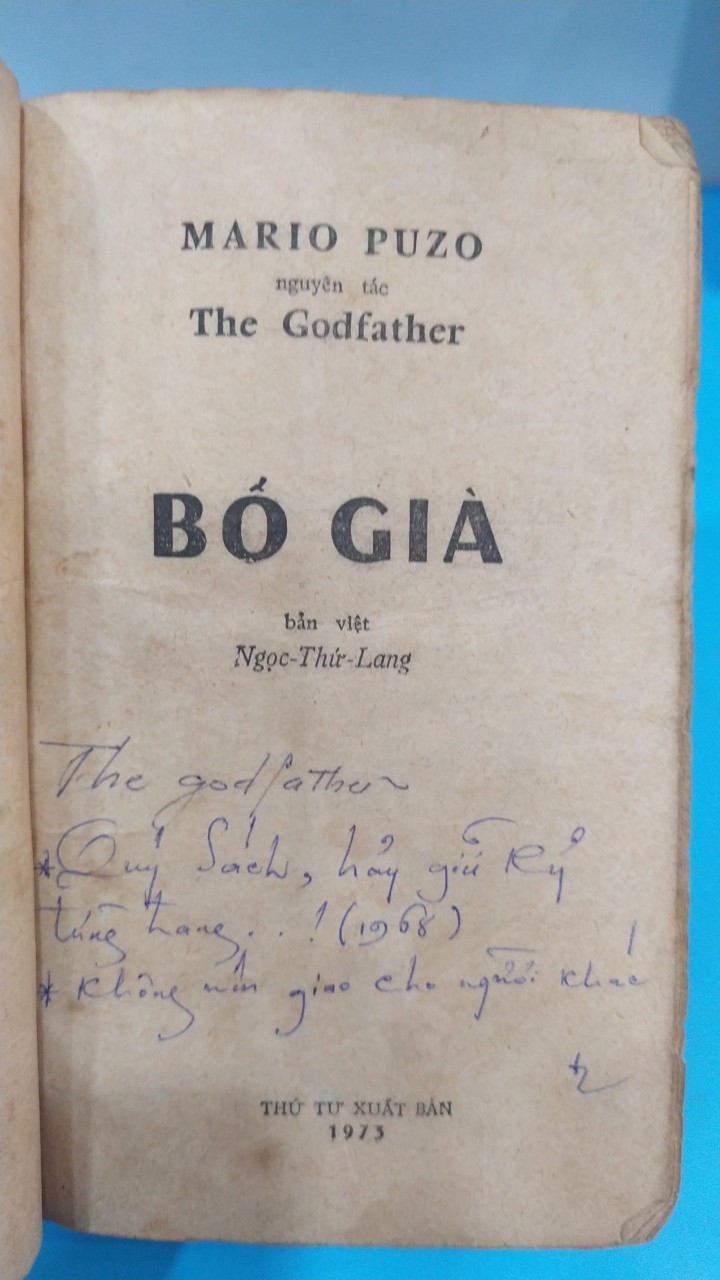 MARIO PUZO
nguyên tác
The Godfather
BỐ GIÀ
bản việt
Ngọc-Thứ-Lang
The godfather
* Quý Sách, hãy giữ kỷ
từng trang...! (1968)
* Không nên giao cho người khác
THỨ TƯ XUẤT BẢN
1973